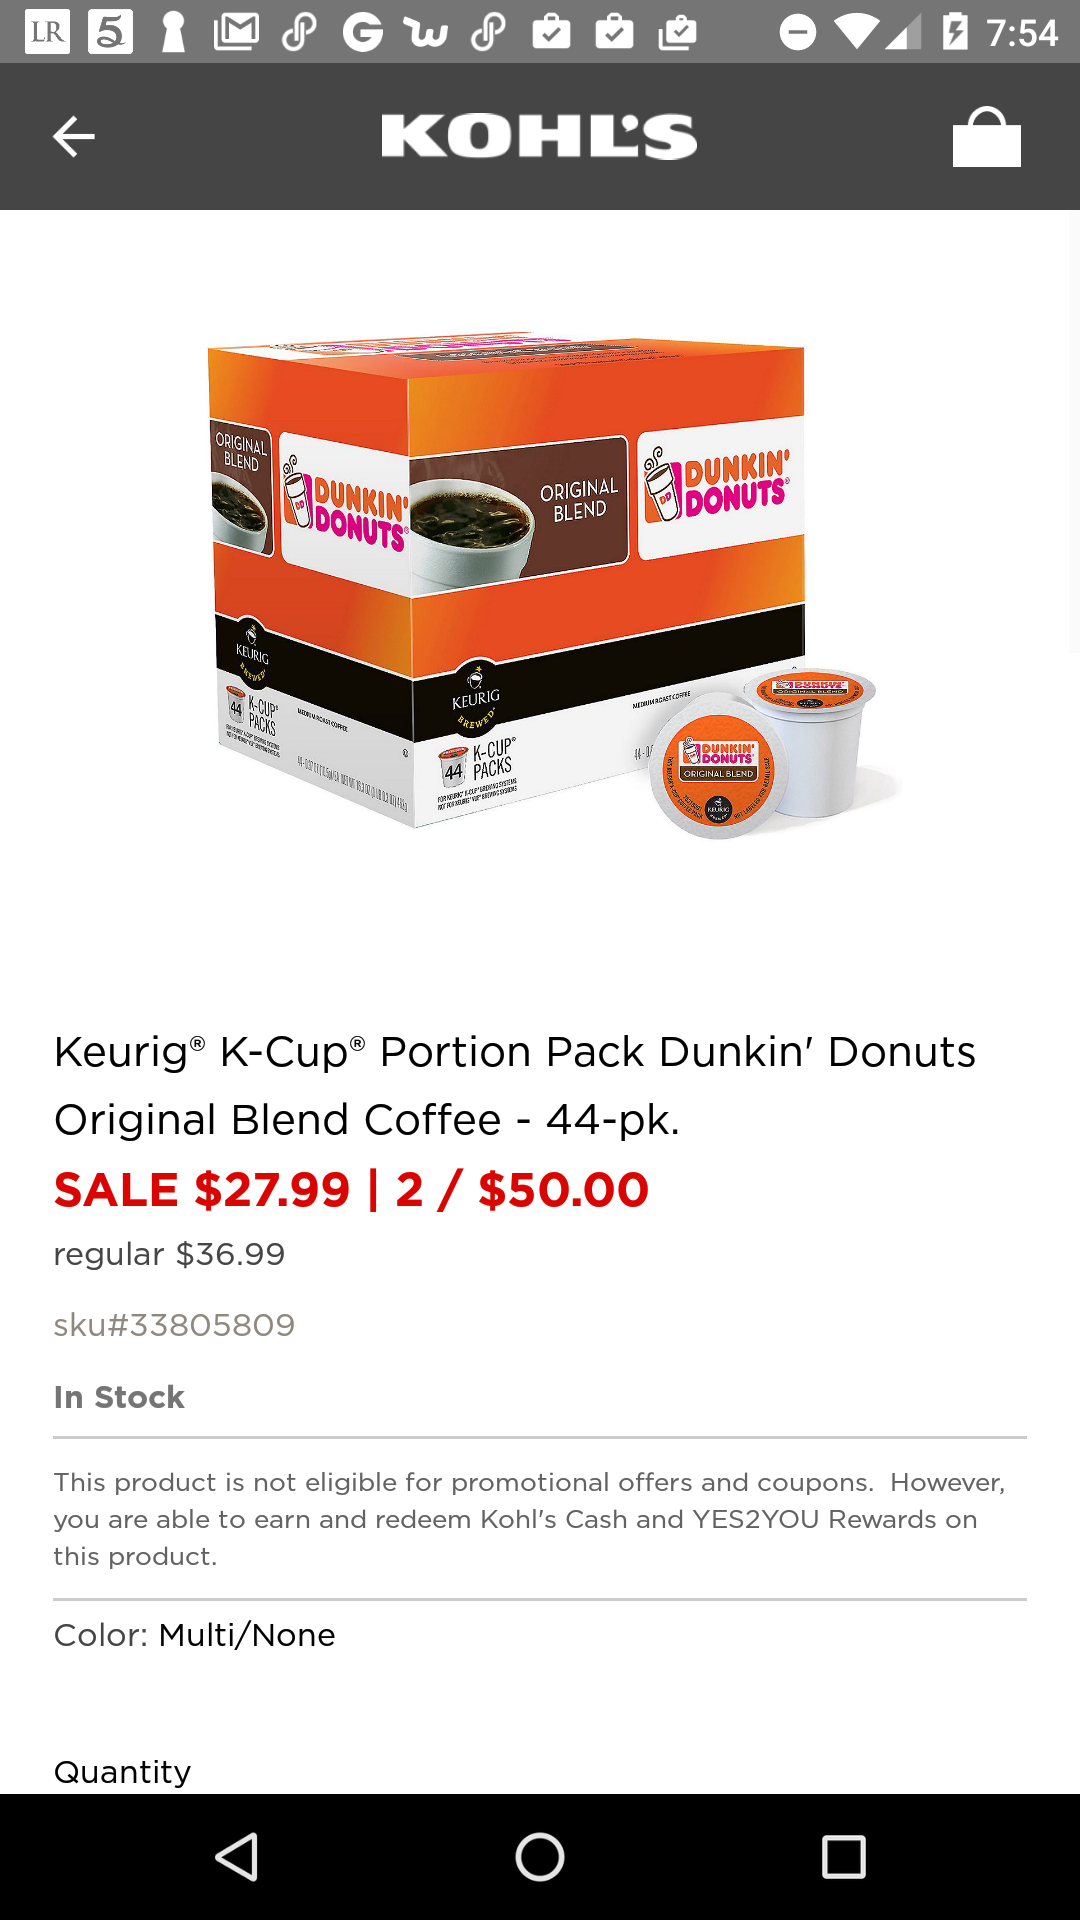 LR 5 G 7:54
KOHL'S
ORIGINAL
BLEND
DUNKIN'
DONUTS
ORIGINAL
BLEND
DUNKIN'
DONUTS®
KEURIG
BREWED
KEURIG
BREWED
44 K-CUP®
PACKS
MEDIUM ROAST COFFEE
MEDIUM ROAST COFFEE
44 K-CUP®
PACKS
DUNKIN'
DONUTS
ORIGINAL BLEND
KEURIG
Keurig® K-Cup® Portion Pack Dunkin' Donuts
Original Blend Coffee - 44-pk.
SALE $27.99 | 2 / $50.00
regular $36.99
sku#33805809
In Stock
This product is not eligible for promotional offers and coupons.  However,
you are able to earn and redeem Kohl's Cash and YES2YOU Rewards on
this product.
Color: Multi/None
Quantity